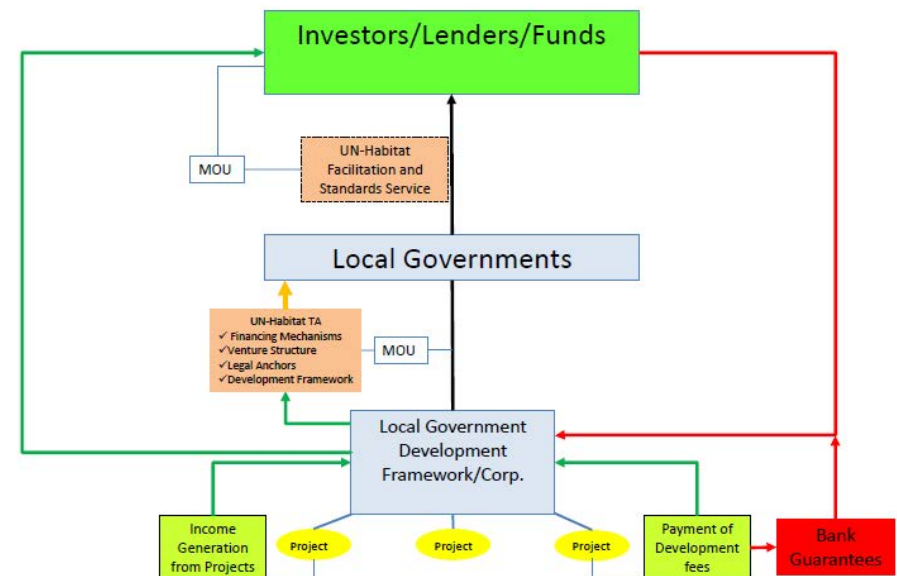 Investors/Lenders/Funds
MOU
UN-Habitat
Facilitation and
Standards Service
Local Governments
UN-Habitat TA
✓ Financing Mechanisms
✓Venture Structure
✓Legal Anchors
✓Development Framework
MOU
Local Government
Development
Framework/Corp.
Income
Generation
from Projects
Project
Project
Project
Payment of
Development
fees
Bank
Guarantees